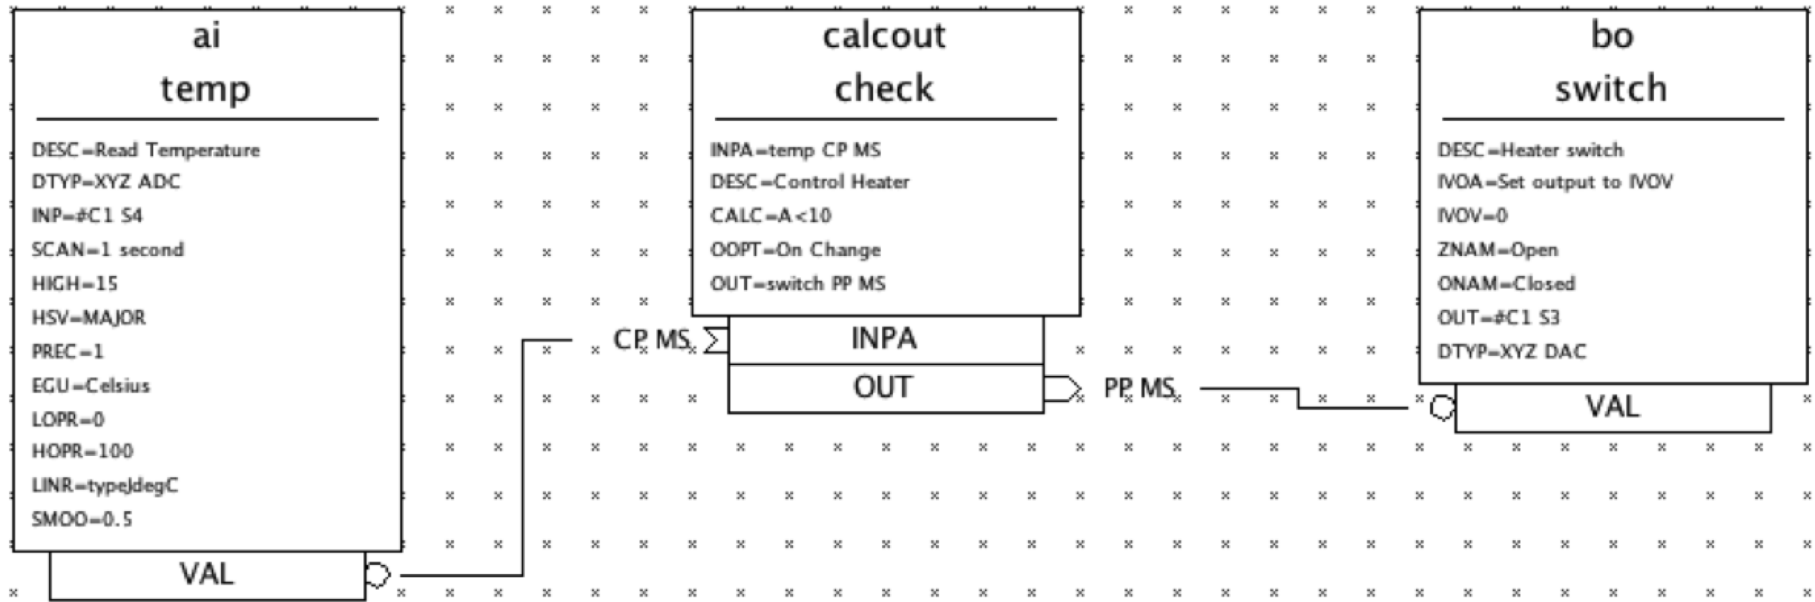 ai
temp
DESC=Read Temperature
DTYP=XYZ ADC
INP=#C1 S4
SCAN=1 second
HIGH=15
HSV=MAJOR
PREC=1
EGU=Celsius
LOPR=0
HOPR=100
LINR=typeJdegC
SMOO=0.5
VAL
calcout
check
INPA=temp CP MS
DESC=Control Heater
CALC=A<10
OOPT=On Change
OUT=switch PP MS
CP MS
INPA
OUT
PP MS
bo
switch
DESC=Heater switch
IVOA=Set output to IVOV
IVOV=0
ZNAM=Open
ONAM=Closed
OUT=#C1 S3
DTYP=XYZ DAC
VAL